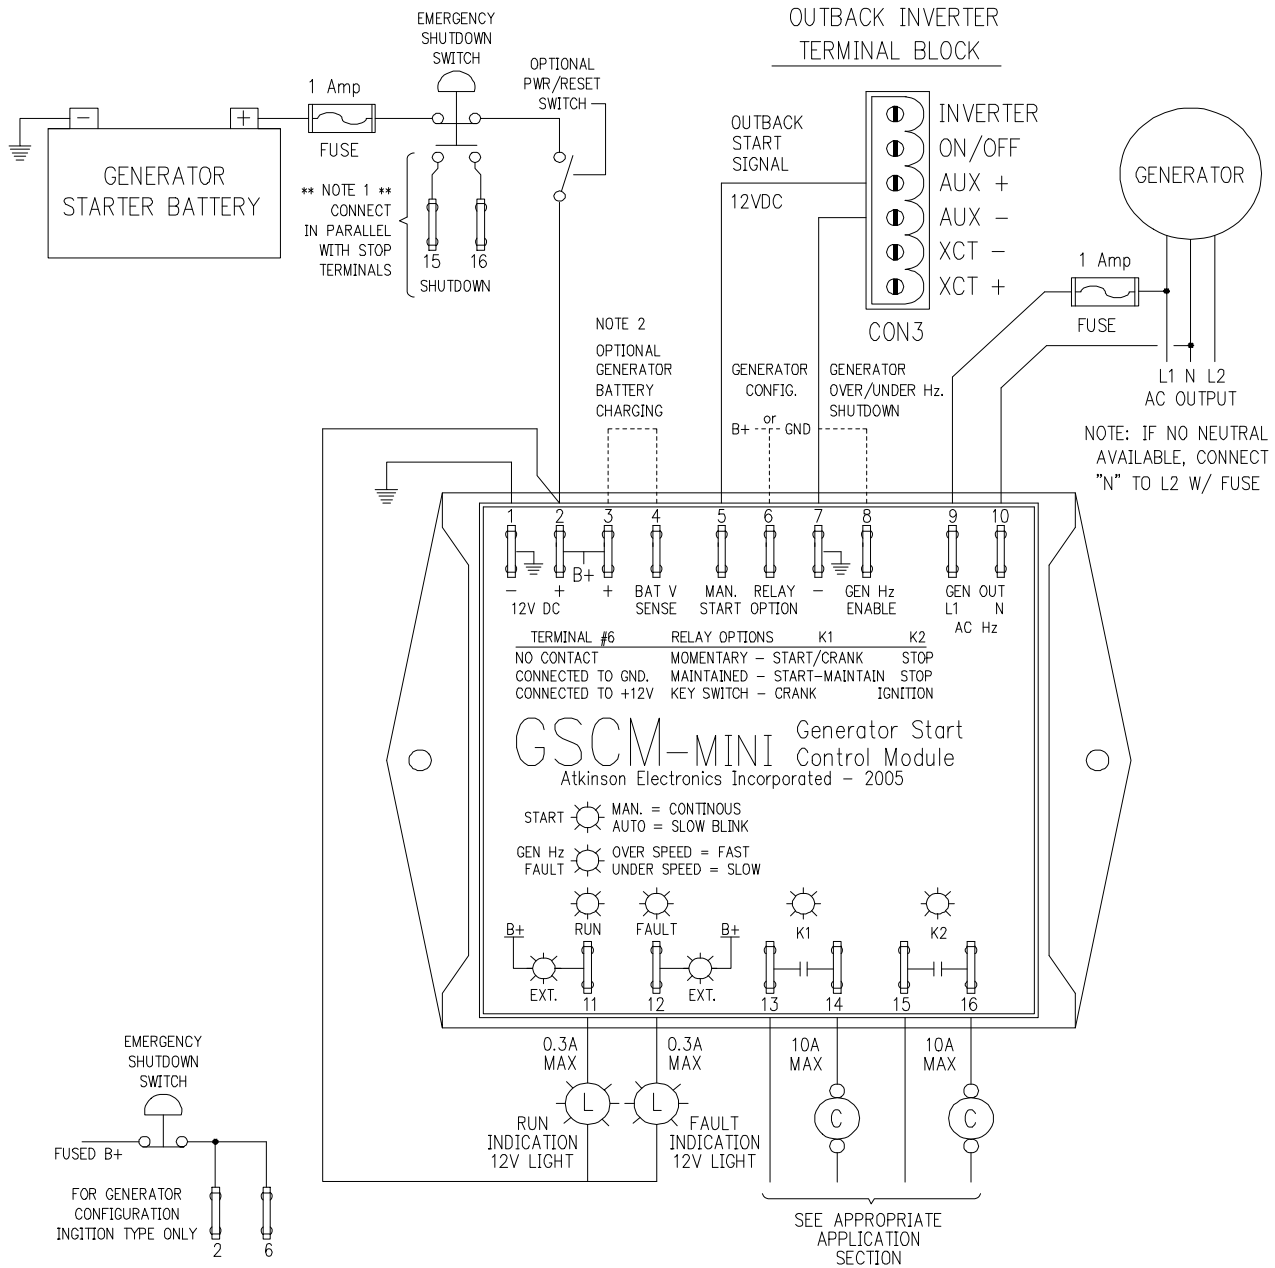 OUTBACK INVERTER
TERMINAL BLOCK
EMERGENCY
SHUTDOWN
SWITCH
OPTIONAL
PWR/RESET
SWITCH
1 Amp
FUSE
-
+
GENERATOR
STARTER BATTERY
** NOTE 1 **
CONNECT
IN PARALLEL
WITH STOP
TERMINALS
15
16
SHUTDOWN
OUTBACK
START
SIGNAL
12VDC
INVERTER
ON/OFF
AUX +
AUX -
XCT -
XCT +
CON3
GENERATOR
1 Amp
FUSE
L1 N L2
AC OUTPUT
NOTE: IF NO NEUTRAL
AVAILABLE, CONNECT
"N" TO L2 W/ FUSE
NOTE 2
OPTIONAL
GENERATOR
BATTERY
CHARGING
GENERATOR
CONFIG.
or
B+
GND
GENERATOR
OVER/UNDER Hz.
SHUTDOWN
1 2 3 4 5 6 7 8 9 10
B+
- + +
12V DC
BAT V
SENSE
MAN.
START
RELAY
OPTION
-
GEN Hz
ENABLE
GEN OUT
L1 N
AC Hz
TERMINAL #6 RELAY OPTIONS K1 K2
NO CONTACT MOMENTARY - START/CRANK STOP
CONNECTED TO GND. MAINTAINED - START-MAINTAIN STOP
CONNECTED TO +12V KEY SWITCH - CRANK IGNITION
GSCM-MINI
Generator Start
Control Module
Atkinson Electronics Incorporated - 2005
START
MAN. = CONTINOUS
AUTO = SLOW BLINK
GEN Hz
FAULT
OVER SPEED = FAST
UNDER SPEED = SLOW
B+
RUN
FAULT
B+
K1
K2
EXT.
EXT.
11 12 13 14 15 16
0.3A
MAX
0.3A
MAX
10A
MAX
10A
MAX
L
L
C
C
RUN
INDICATION
12V LIGHT
FAULT
INDICATION
12V LIGHT
SEE APPROPRIATE
APPLICATION
SECTION
EMERGENCY
SHUTDOWN
SWITCH
FUSED B+
FOR GENERATOR
CONFIGURATION
INGITION TYPE ONLY
2
6